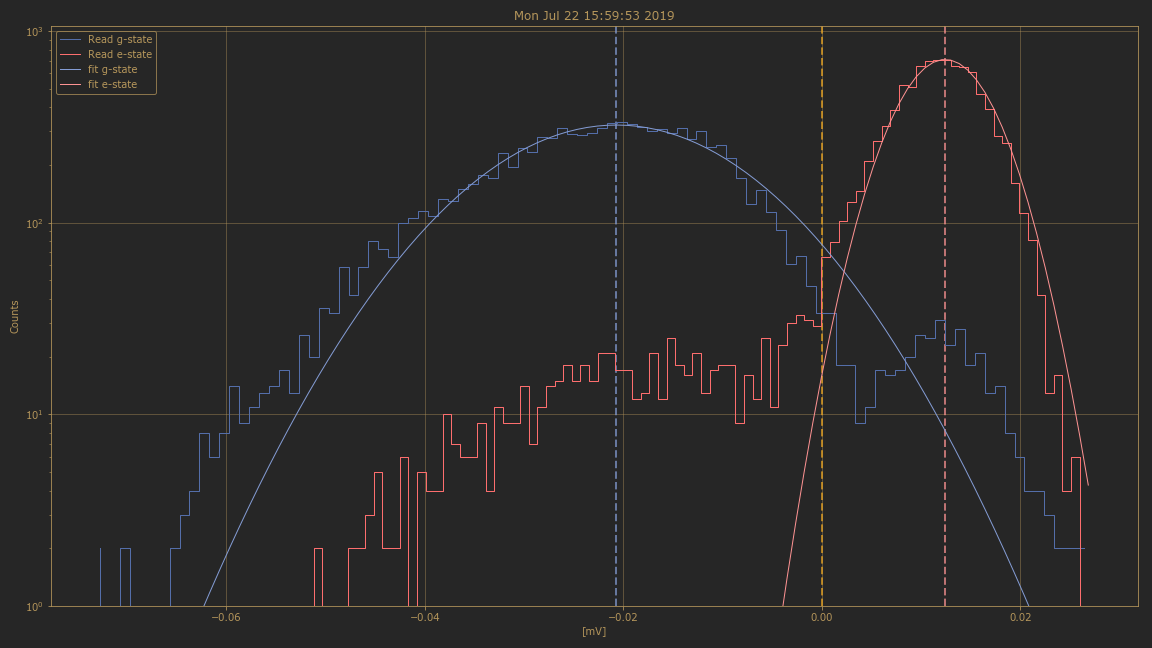 Mon Jul 22 15:59:53 2019
Read g-state
Read e-state
fit g-state
fit e-state
Counts
10³
10²
10¹
10⁰
−0.06
−0.04
−0.02
0.00
0.02
[mV]